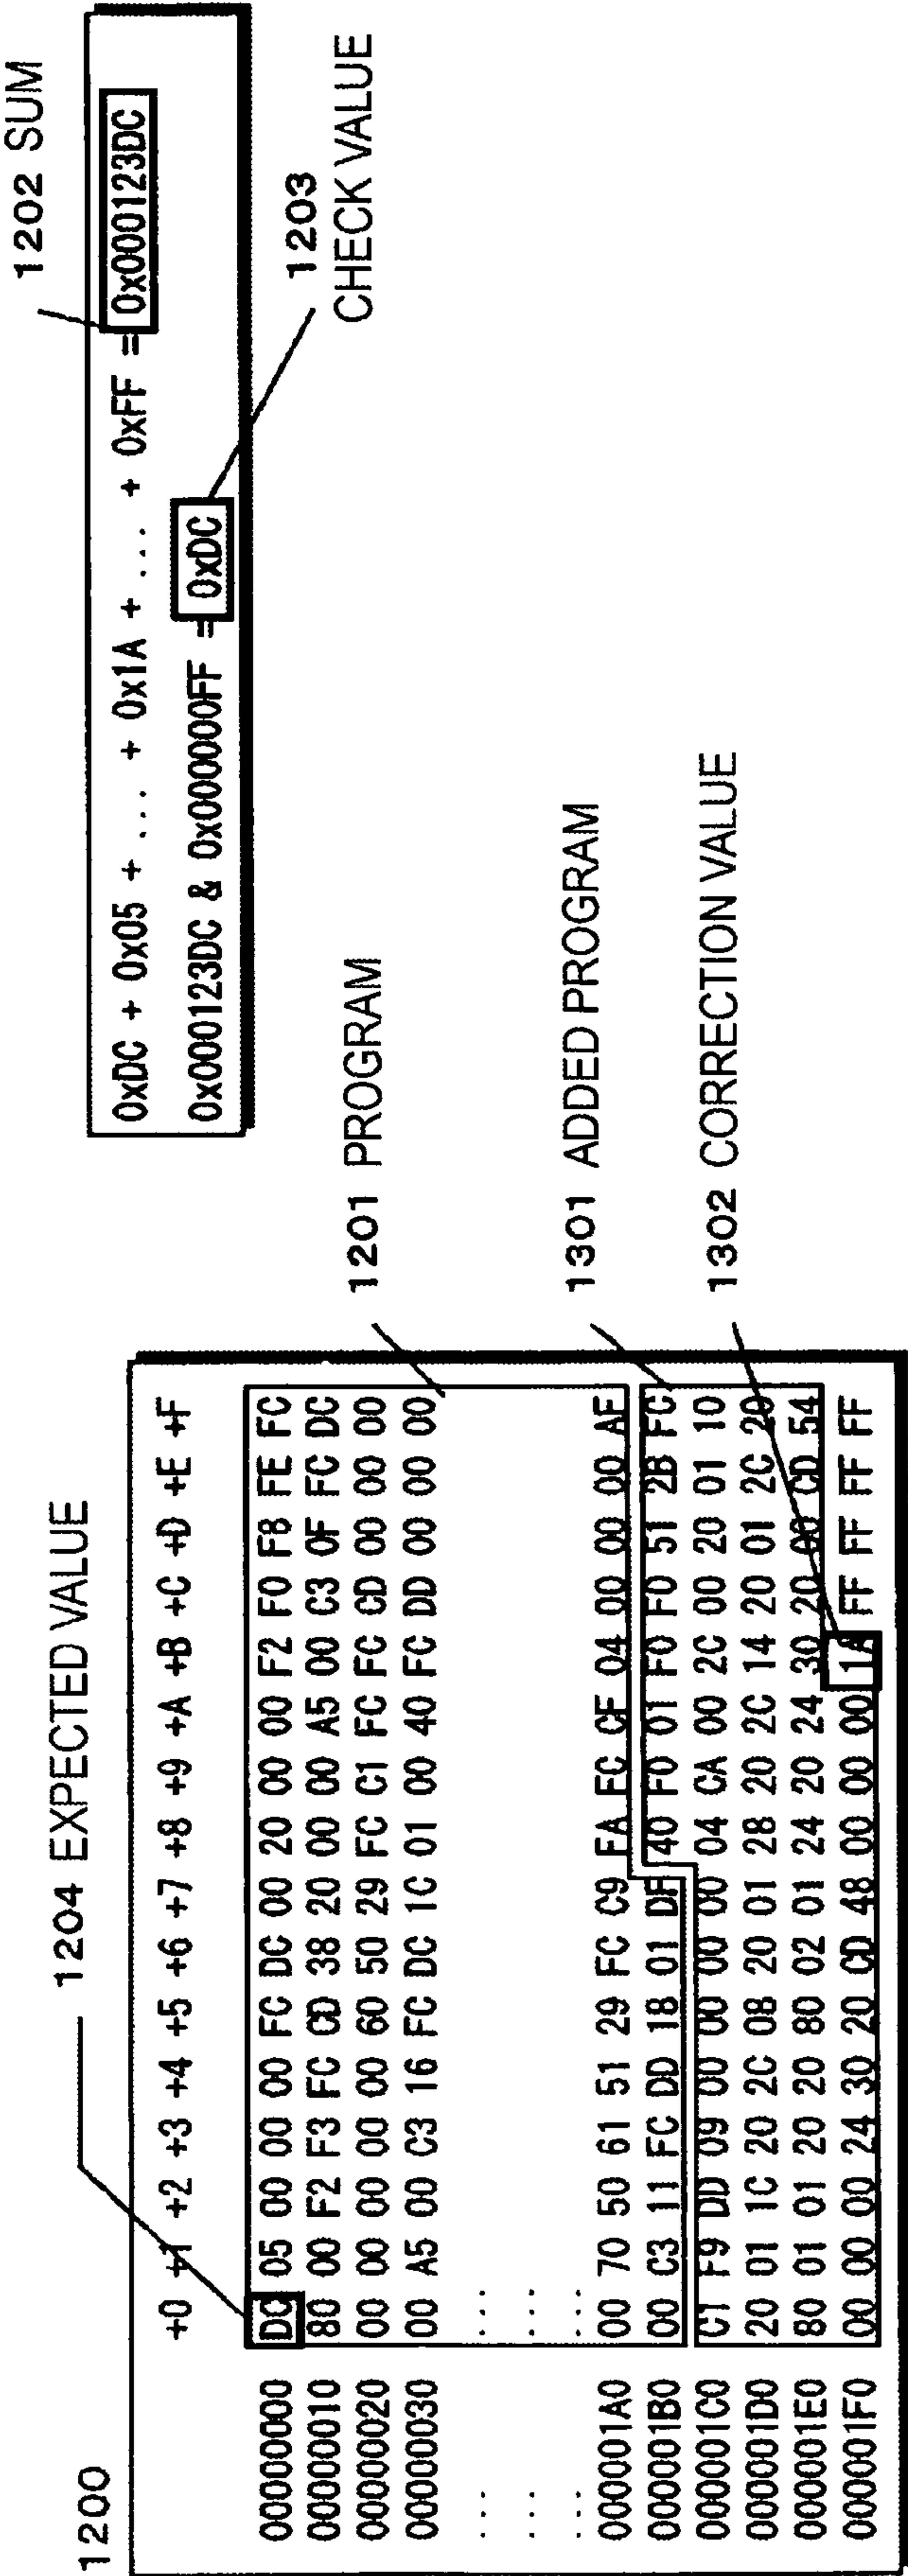 1200
1204 EXPECTED VALUE
+0 +1 +2 +3 +4 +5 +6 +7 +8 +9 +A +B +C +D +E +F
00000000 DC 05 00 00 00 FC DC 00 20 00 00 F2 F0 F8 FE FC
00000010 80 00 F2 F3 FC CD 38 20 00 00 A5 00 C3 0F FC DC
00000020 00 00 00 00 00 60 50 29 FC C1 FC FC CD 00 00 00
00000030 00 A5 00 C3 16 FC DC 1C 01 00 40 FC DD 00 00 00
... ...
... ...
... ...
000001A0 00 70 50 61 51 29 FC C9 FA FC CF 04 00 00 00 AF
000001B0 00 C3 11 FC DD 18 01 DF 40 F0 01 F0 F0 51 2B FC
000001C0 C1 F9 DD 09 00 00 00 00 04 CA 00 2C 00 20 01 10
000001D0 20 01 1C 20 2C 08 20 01 28 20 2C 14 20 01 2C 20
000001E0 80 01 01 20 20 80 02 01 24 20 24 30 20 00 CD 54
000001F0 00 00 00 24 30 20 CD 48 00 00 00 1A FF FF FF FF
1201 PROGRAM
1301 ADDED PROGRAM
1302 CORRECTION VALUE
1202 SUM
0xDC + 0x05 + ... + 0x1A + ... + 0xFF = 0x000123DC
0x000123DC & 0x000000FF = 0xDC
1203
CHECK VALUE